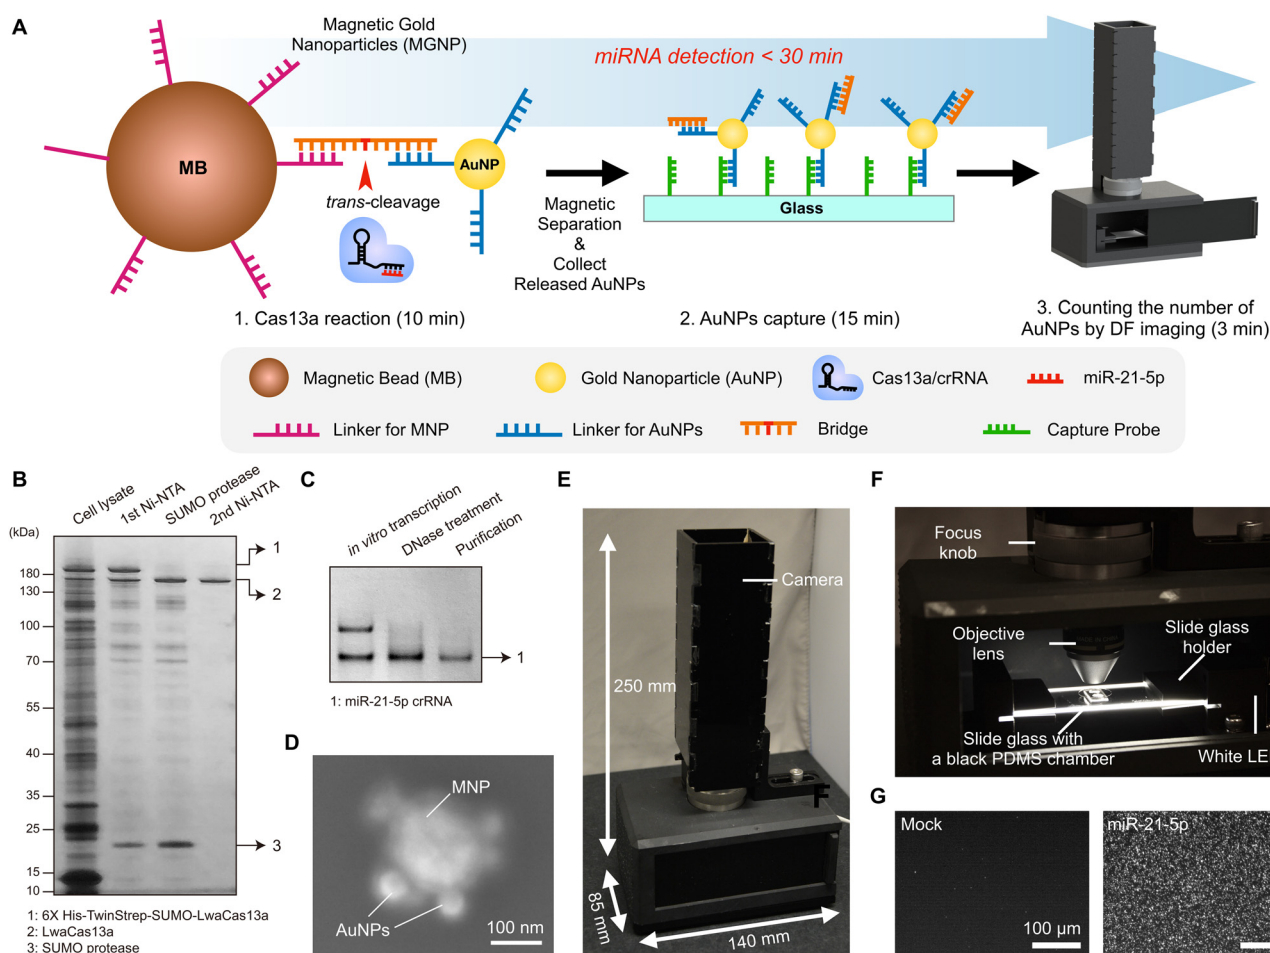 A
Magnetic Gold
Nanoparticles (MGNP)
miRNA detection < 30 min
MB
AuNP
trans-cleavage
Magnetic
Separation
&
Collect
Released AuNPs
Glass
1. Cas13a reaction (10 min)
2. AuNPs capture (15 min)
3. Counting the number of
AuNPs by DF imaging (3 min)
Magnetic Bead (MB)
Gold Nanoparticle (AuNP)
Cas13a/crRNA
miR-21-5p
Linker for MNP
Linker for AuNPs
Bridge
Capture Probe
B
Cell lysate
1st Ni-NTA
SUMO protease
2nd Ni-NTA
(kDa)
180
130
100
70
55
40
35
25
15
10
1
2
3
1: 6X His-TwinStrep-SUMO-LwaCas13a
2: LwaCas13a
3: SUMO protease
C
in vitro transcription
DNase treatment
Purification
1
1: miR-21-5p crRNA
D
MNP
AuNPs
100 nm
E
Camera
250 mm
85 mm
140 mm
F
F
Focus
knob
Objective
lens
Slide glass
holder
Slide glass with
a black PDMS chamber
White LE
G
Mock
100 µm
miR-21-5p